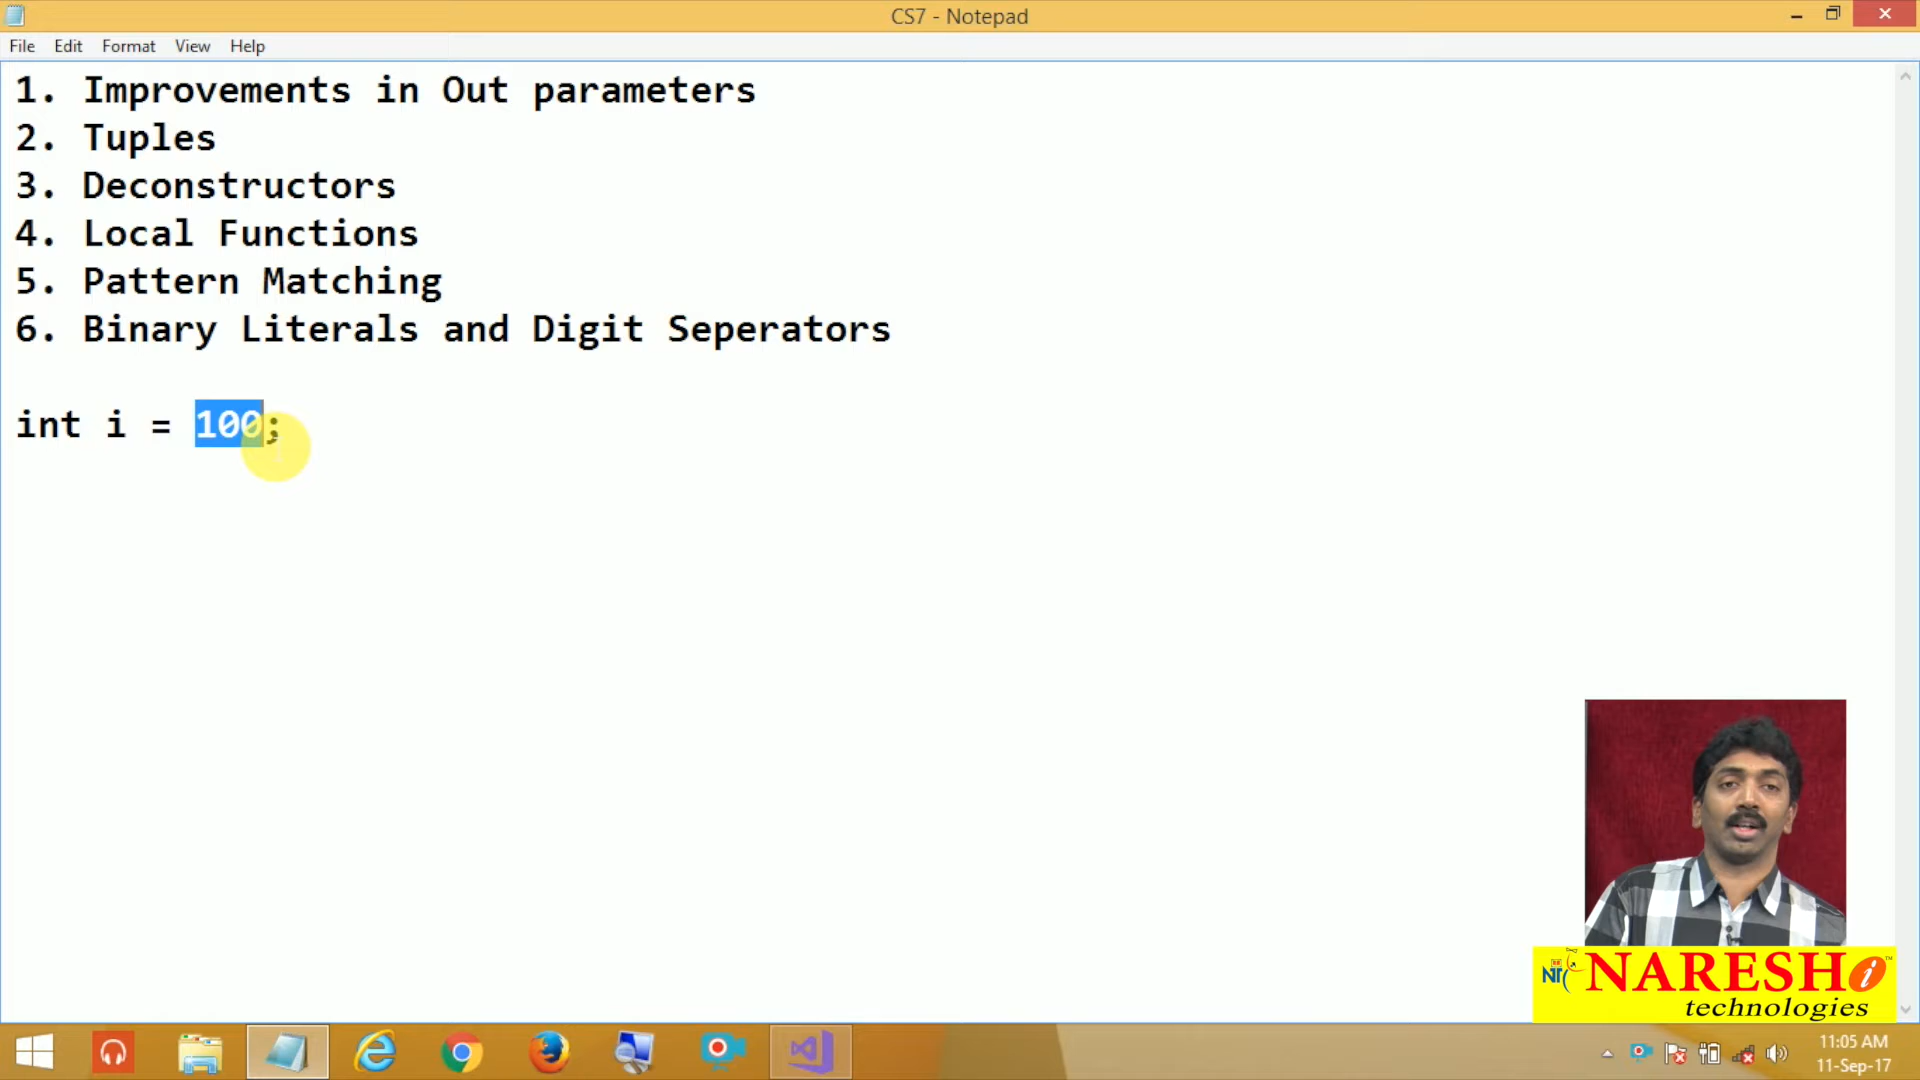 CS7 - Notepad
File Edit Format View Help
1. Improvements in Out parameters
2. Tuples
3. Deconstructors
4. Local Functions
5. Pattern Matching
6. Binary Literals and Digit Seperators
int i = 100;
NT NARESH i ™
technologies
11:05 AM
11-Sep-17